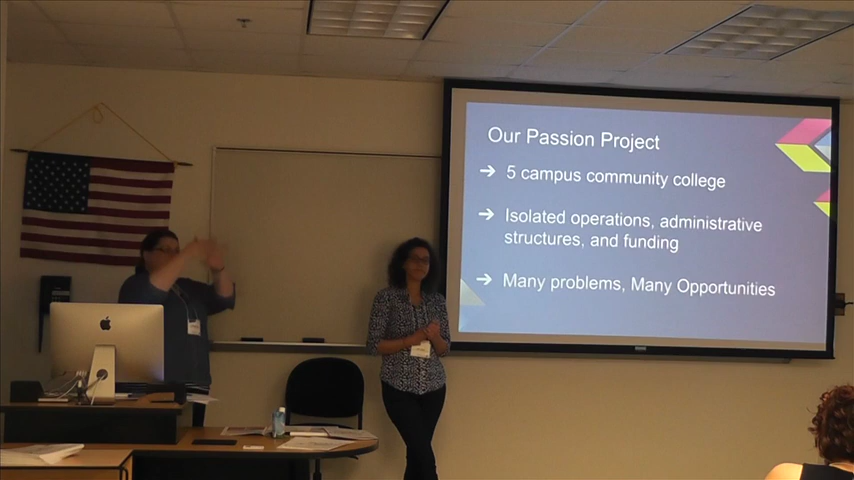 Our Passion Project
➔ 5 campus community college
➔ Isolated operations, administrative
structures, and funding
➔ Many problems, Many Opportunities